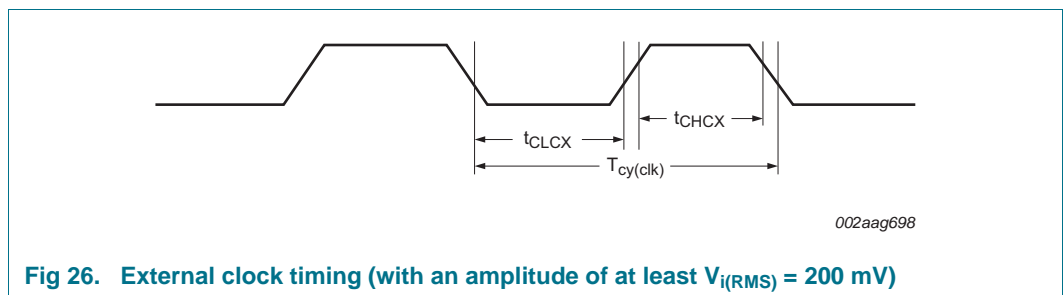 tCLCX
tCHCX
Tcy(clk)
002aag698
Fig 26. External clock timing (with an amplitude of at least Vi(RMS) = 200 mV)